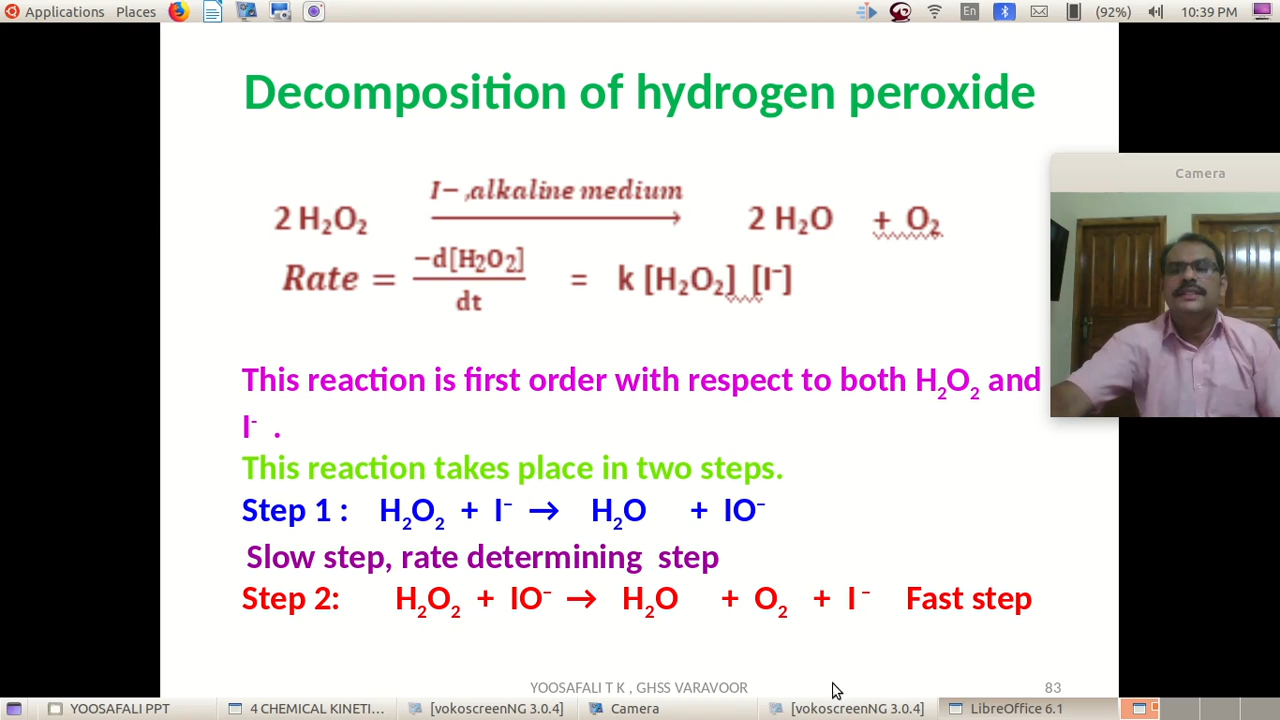 Applications Places En (92%) 10:39 PM
Decomposition of hydrogen peroxide
Camera
I− ,alkaline medium
2 H₂O₂ → 2 H₂O + O₂
Rate = −d[H₂O₂] / dt = k [H₂O₂] [I⁻]
This reaction is first order with respect to both H₂O₂ and
I⁻ .
This reaction takes place in two steps.
Step 1 : H₂O₂ + I⁻ → H₂O + IO⁻
Slow step, rate determining step
Step 2: H₂O₂ + IO⁻ → H₂O + O₂ + I ⁻ Fast step
YOOSAFALI T K , GHSS VARAVOOR 83
YOOSAFALI PPT 4 CHEMICAL KINETI... [vokoscreenNG 3.0.4] Camera [vokoscreenNG 3.0.4] LibreOffice 6.1